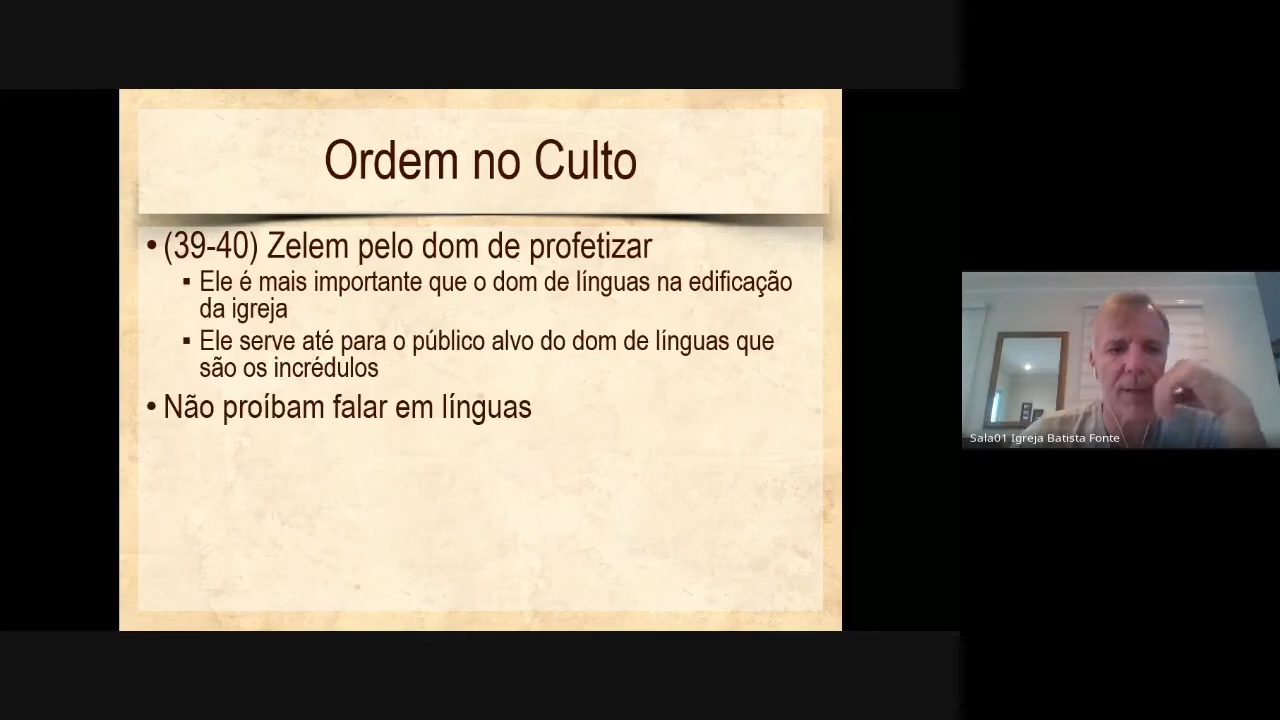 Ordem no Culto
• (39-40) Zelem pelo dom de profetizar
▪ Ele é mais importante que o dom de línguas na edificação
da igreja
▪ Ele serve até para o público alvo do dom de línguas que
são os incrédulos
• Não proíbam falar em línguas
Sala01 Igreja Batista Fonte